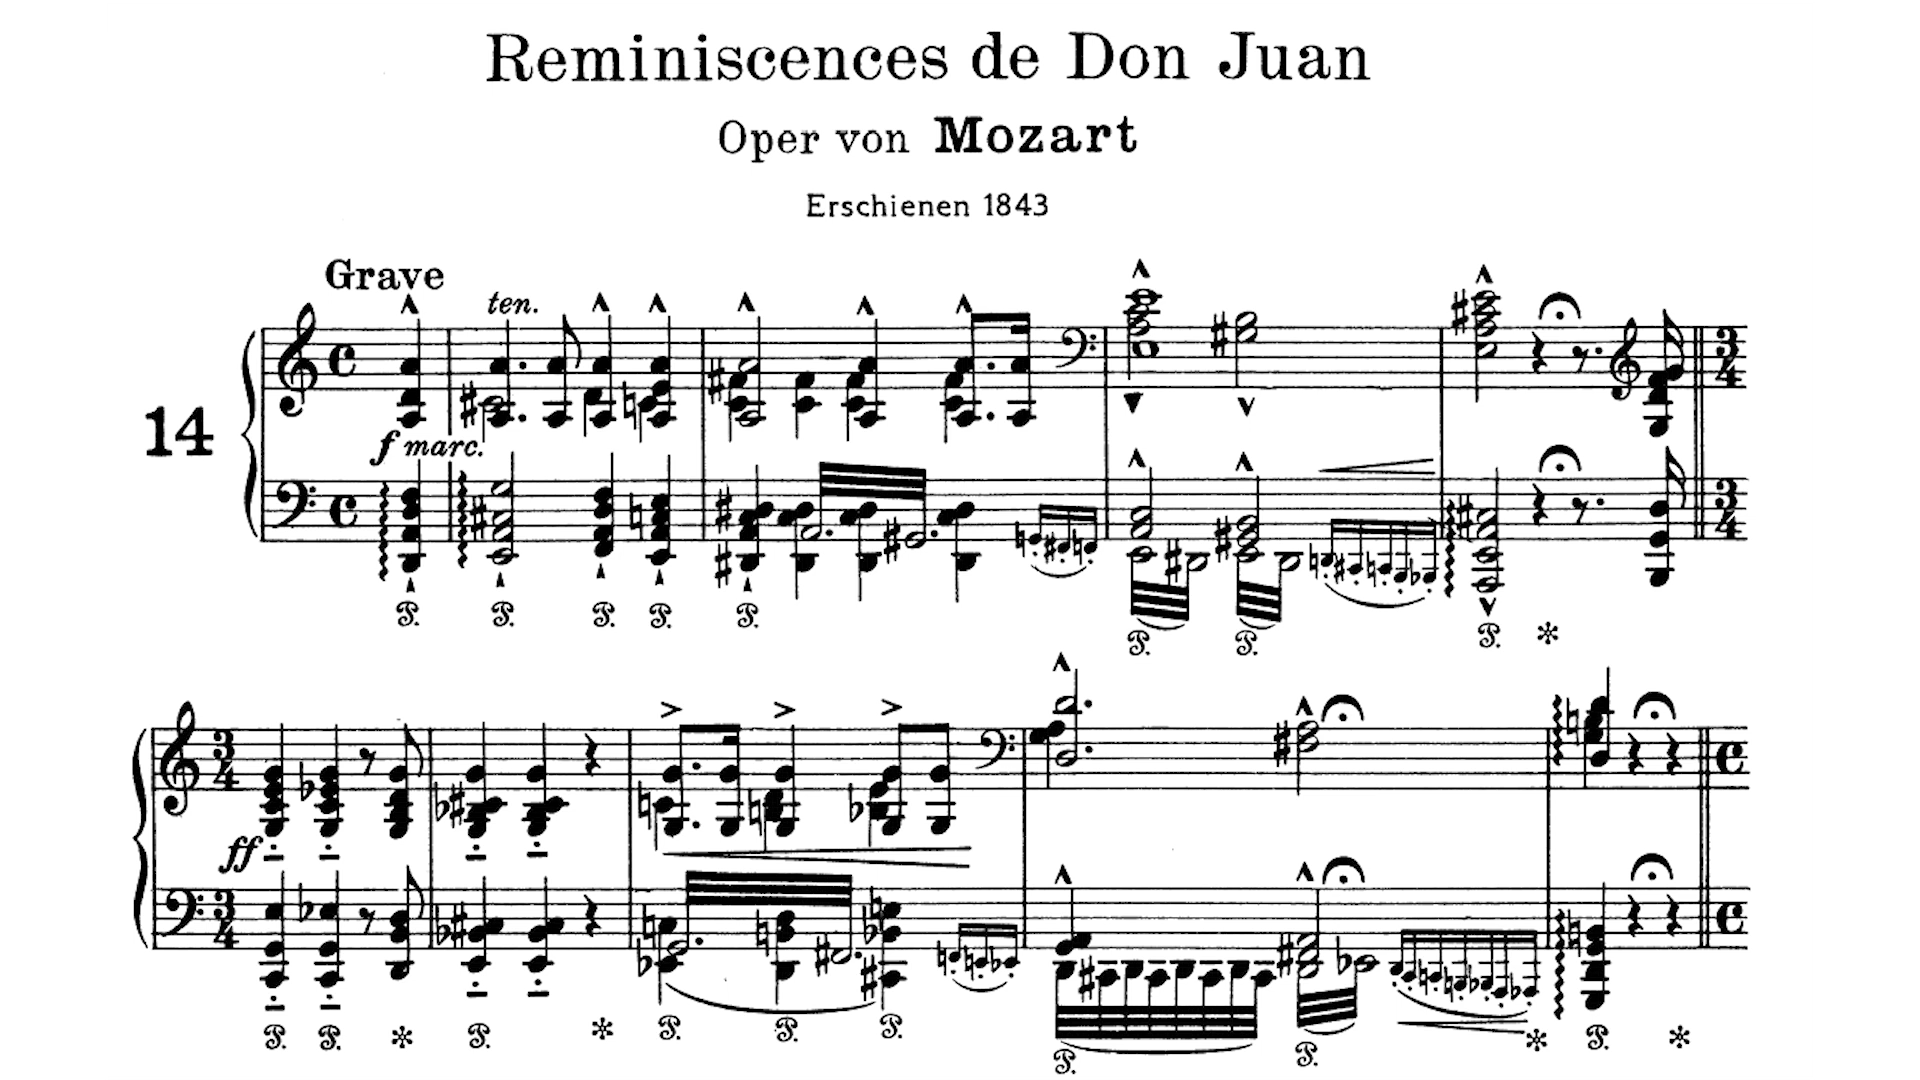 Reminiscences de Don Juan
Oper von Mozart
Erschienen 1843
Grave
ten.
14
f marc.
ff